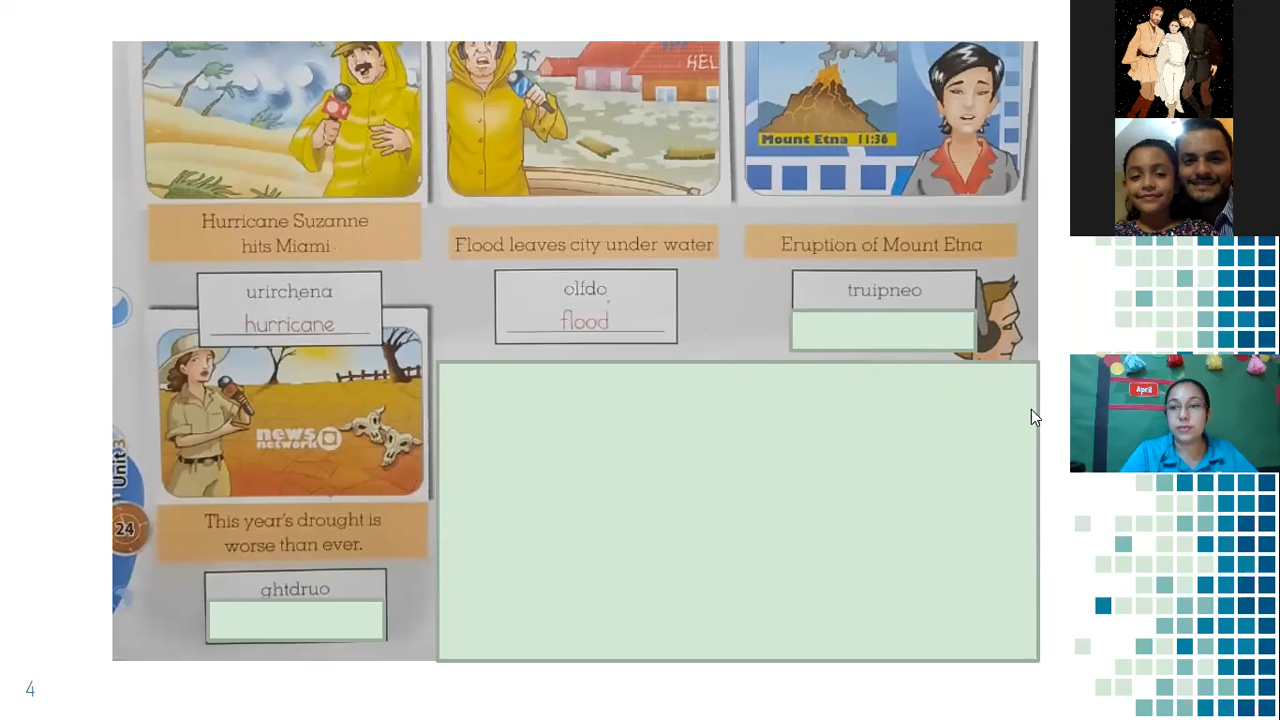 HEL
Mount Etna 11:36
Hurricane Suzanne
hits Miami
Flood leaves city under water
Eruption of Mount Etna
urirchena
hurricane
olfdo
flood
truipneo
news
network
This year's drought is
worse than ever.
ghtdruo
Unit 3
24
4
April